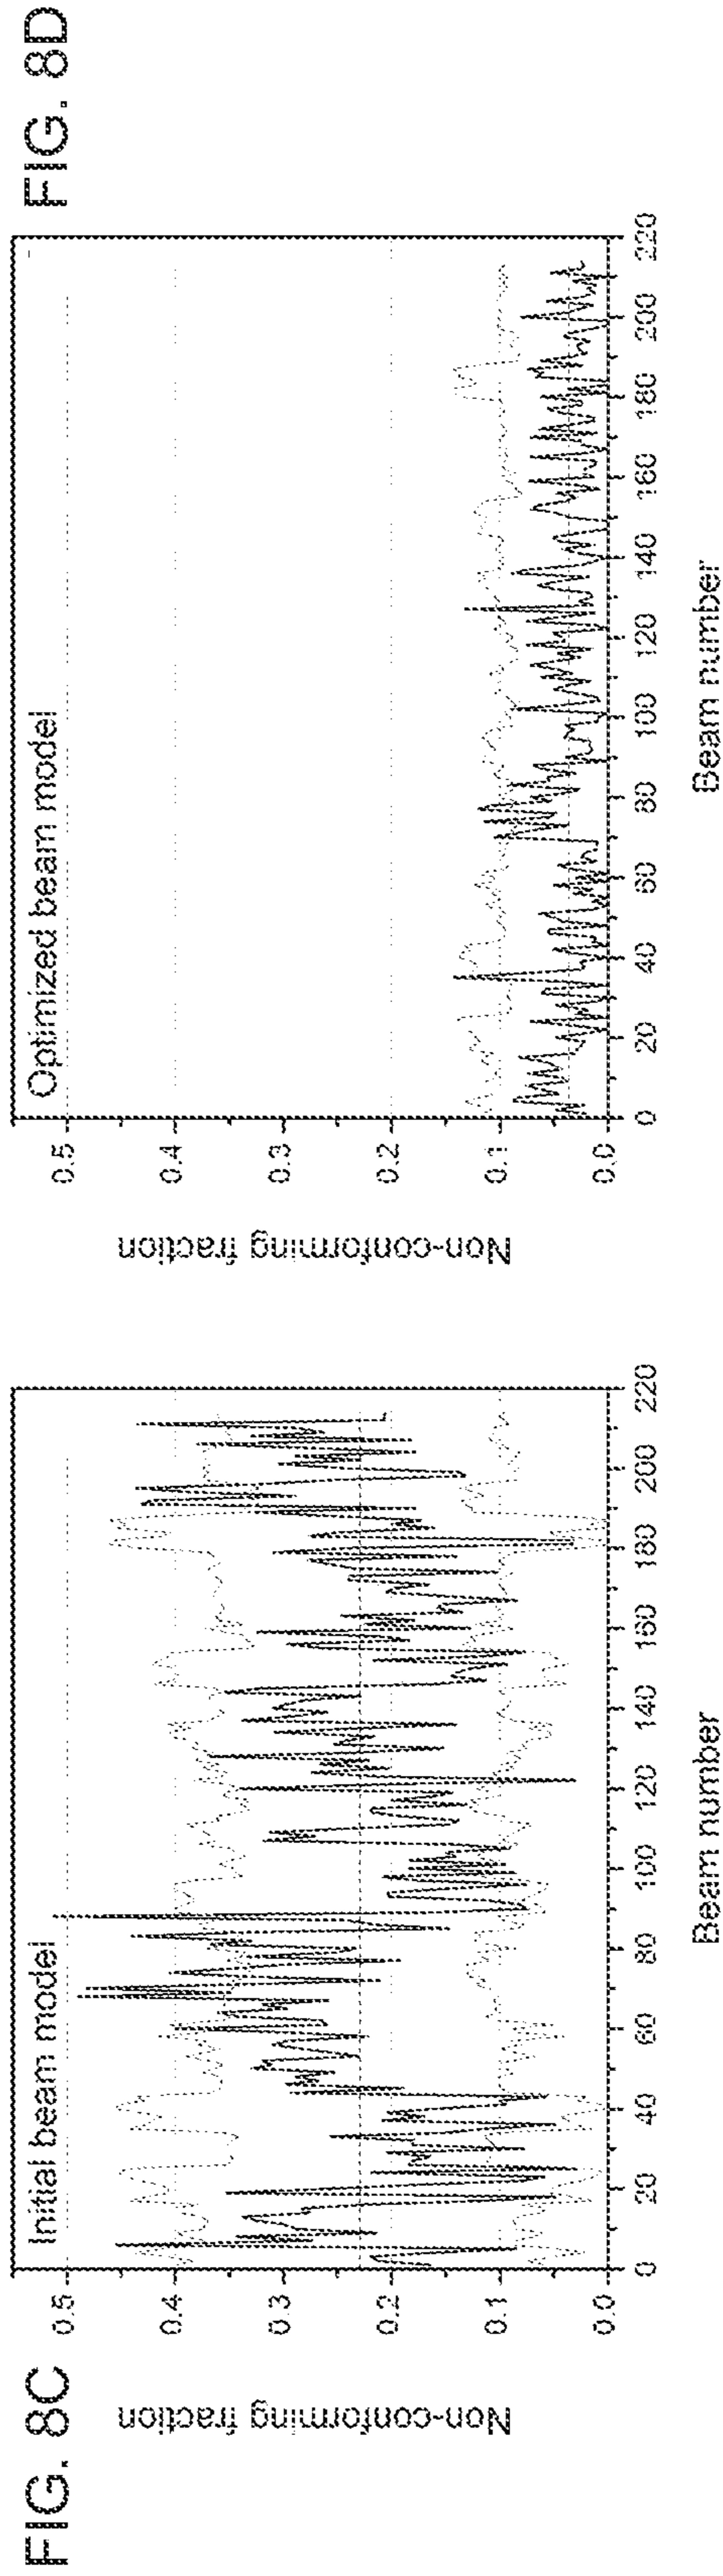 FIG. 8C
Initial beam model
Non-conforming fraction
0.5
0.4
0.3
0.2
0.1
0.0
0 20 40 60 80 100 120 140 160 180 200 220
Beam number
FIG. 8D
Optimized beam model
Non-conforming fraction
0.5
0.4
0.3
0.2
0.1
0.0
0 20 40 60 80 100 120 140 160 180 200 220
Beam number